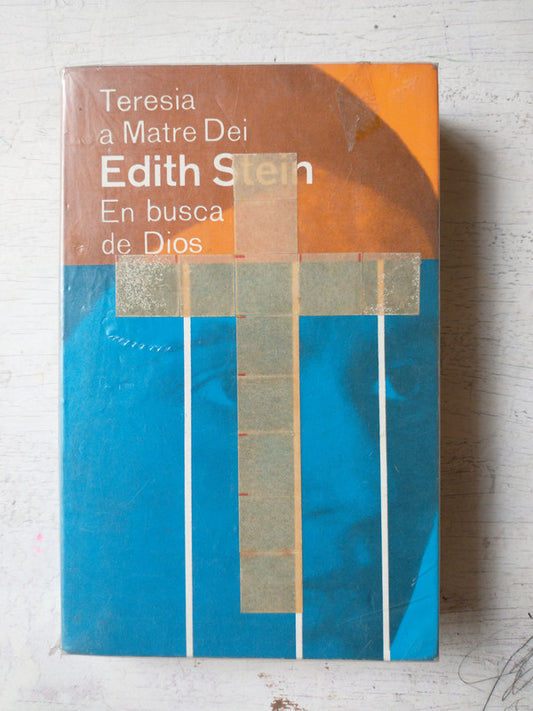 Teresia
a Matre Dei
Edith Stein
En busca
de Dios